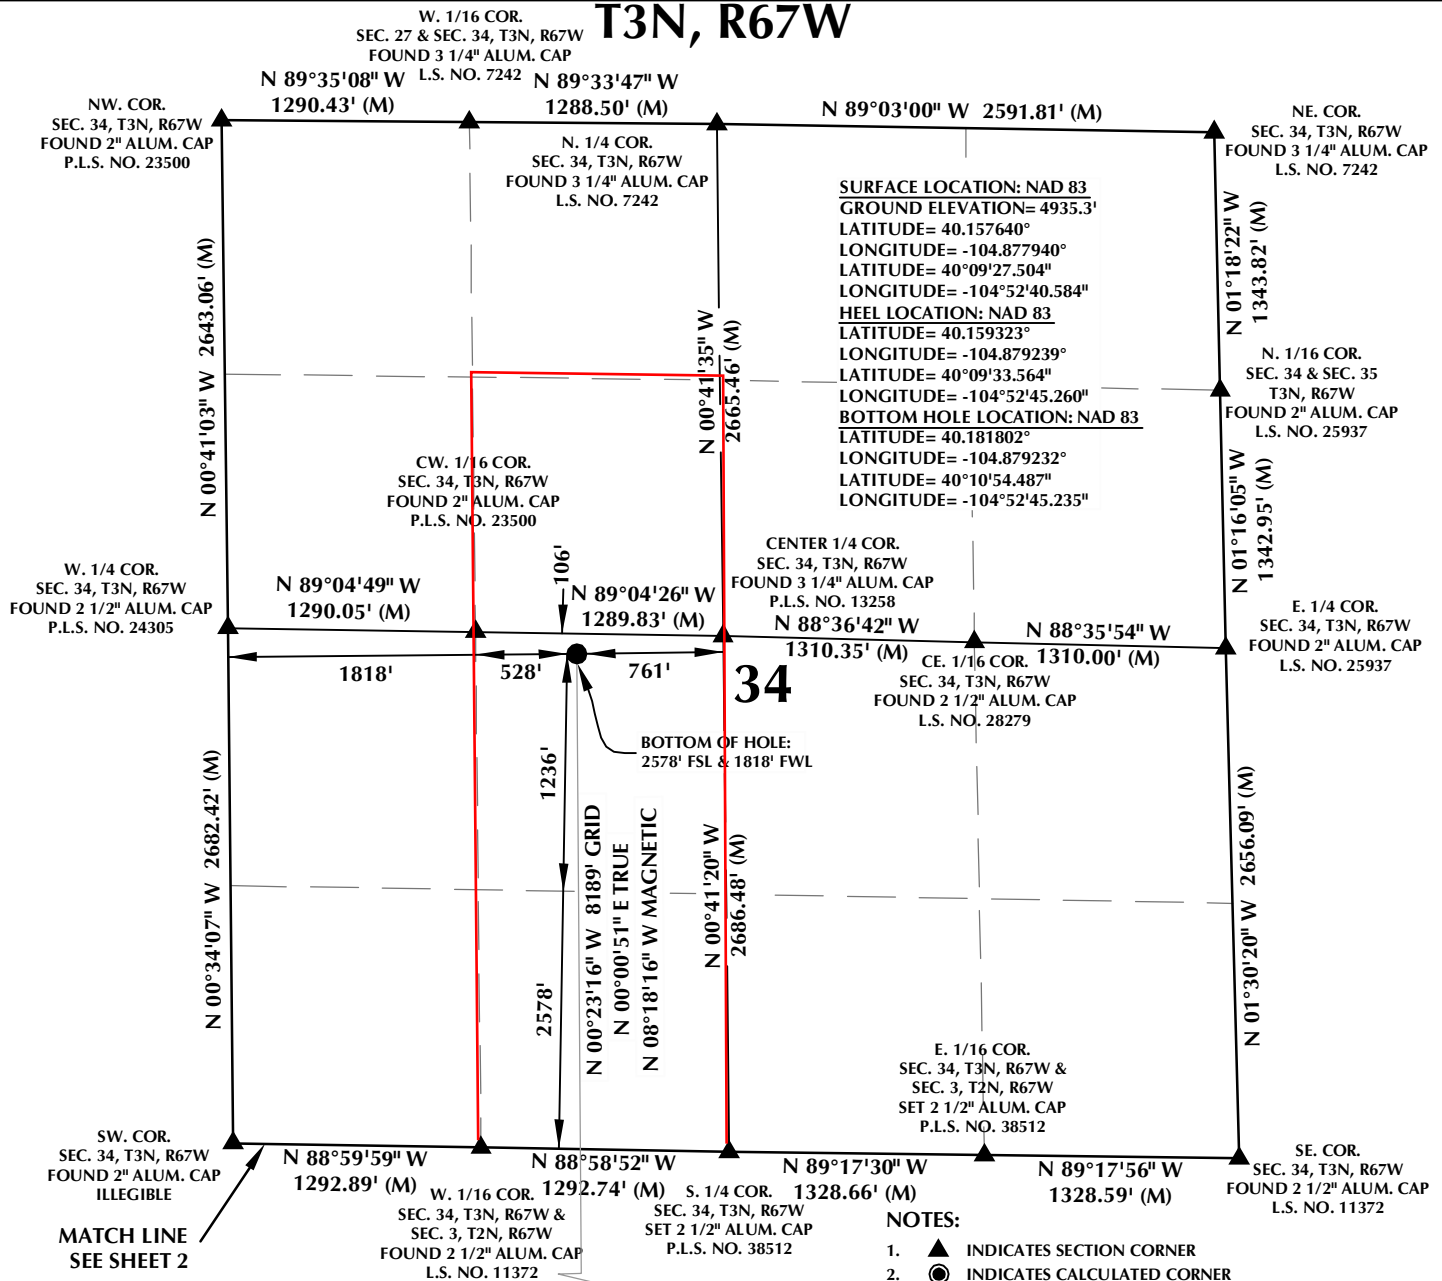 T3N, R67W
W. 1/16 COR.
SEC. 27 & SEC. 34, T3N, R67W
FOUND 3 1/4" ALUM. CAP
L.S. NO. 7242
N 89°35'08" W
1290.43' (M)
N 89°33'47" W
1288.50' (M)
N 89°03'00" W 2591.81' (M)
NW. COR.
SEC. 34, T3N, R67W
FOUND 2" ALUM. CAP
P.L.S. NO. 23500
N. 1/4 COR.
SEC. 34, T3N, R67W
FOUND 3 1/4" ALUM. CAP
L.S. NO. 7242
NE. COR.
SEC. 34, T3N, R67W
FOUND 3 1/4" ALUM. CAP
L.S. NO. 7242
SURFACE LOCATION: NAD 83
GROUND ELEVATION= 4935.3'
LATITUDE= 40.157640°
LONGITUDE= -104.877940°
LATITUDE= 40°09'27.504"
LONGITUDE= -104°52'40.584"
HEEL LOCATION: NAD 83
LATITUDE= 40.159323°
LONGITUDE= -104.879239°
LATITUDE= 40°09'33.564"
LONGITUDE= -104°52'45.260"
BOTTOM HOLE LOCATION: NAD 83
LATITUDE= 40.181802°
LONGITUDE= -104.879232°
LATITUDE= 40°10'54.487"
LONGITUDE= -104°52'45.235"
N 00°41'03" W 2643.06' (M)
N 00°41'35" W
2665.46' (M)
N 01°18'22" W
1343.82' (M)
N. 1/16 COR.
SEC. 34 & SEC. 35
T3N, R67W
FOUND 2" ALUM. CAP
L.S. NO. 25937
N 01°16'05" W
1342.95' (M)
CW. 1/16 COR.
SEC. 34, T3N, R67W
FOUND 2" ALUM. CAP
P.L.S. NO. 23500
CENTER 1/4 COR.
SEC. 34, T3N, R67W
FOUND 3 1/4" ALUM. CAP
P.L.S. NO. 13258
W. 1/4 COR.
SEC. 34, T3N, R67W
FOUND 2 1/2" ALUM. CAP
P.L.S. NO. 24305
N 89°04'49" W
1290.05' (M)
106'
N 89°04'26" W
1289.83' (M)
N 88°36'42" W
1310.35' (M)
N 88°35'54" W
1310.00' (M)
E. 1/4 COR.
SEC. 34, T3N, R67W
FOUND 2" ALUM. CAP
L.S. NO. 25937
1818'
528'
761'
34
CE. 1/16 COR.
SEC. 34, T3N, R67W
FOUND 2 1/2" ALUM. CAP
L.S. NO. 28279
BOTTOM OF HOLE:
2578' FSL & 1818' FWL
1236'
2578'
N 00°23'16" W 8189' GRID
N 00°00'51" E TRUE
N 08°18'16" W MAGNETIC
N 00°34'07" W 2682.42' (M)
N 00°41'20" W
2686.48' (M)
N 01°30'20" W 2656.09' (M)
E. 1/16 COR.
SEC. 34, T3N, R67W &
SEC. 3, T2N, R67W
SET 2 1/2" ALUM. CAP
P.L.S. NO. 38512
SW. COR.
SEC. 34, T3N, R67W
FOUND 2" ALUM. CAP
ILLEGIBLE
N 88°59'59" W
1292.89' (M)
N 88°58'52" W
1292.74' (M)
N 89°17'30" W
1328.66' (M)
N 89°17'56" W
1328.59' (M)
SE. COR.
SEC. 34, T3N, R67W
FOUND 2 1/2" ALUM. CAP
L.S. NO. 11372
W. 1/16 COR.
SEC. 34, T3N, R67W &
SEC. 3, T2N, R67W
FOUND 2 1/2" ALUM. CAP
L.S. NO. 11372
S. 1/4 COR.
SEC. 34, T3N, R67W
SET 2 1/2" ALUM. CAP
P.L.S. NO. 38512
MATCH LINE
SEE SHEET 2
NOTES:
1. INDICATES SECTION CORNER
2. INDICATES CALCULATED CORNER